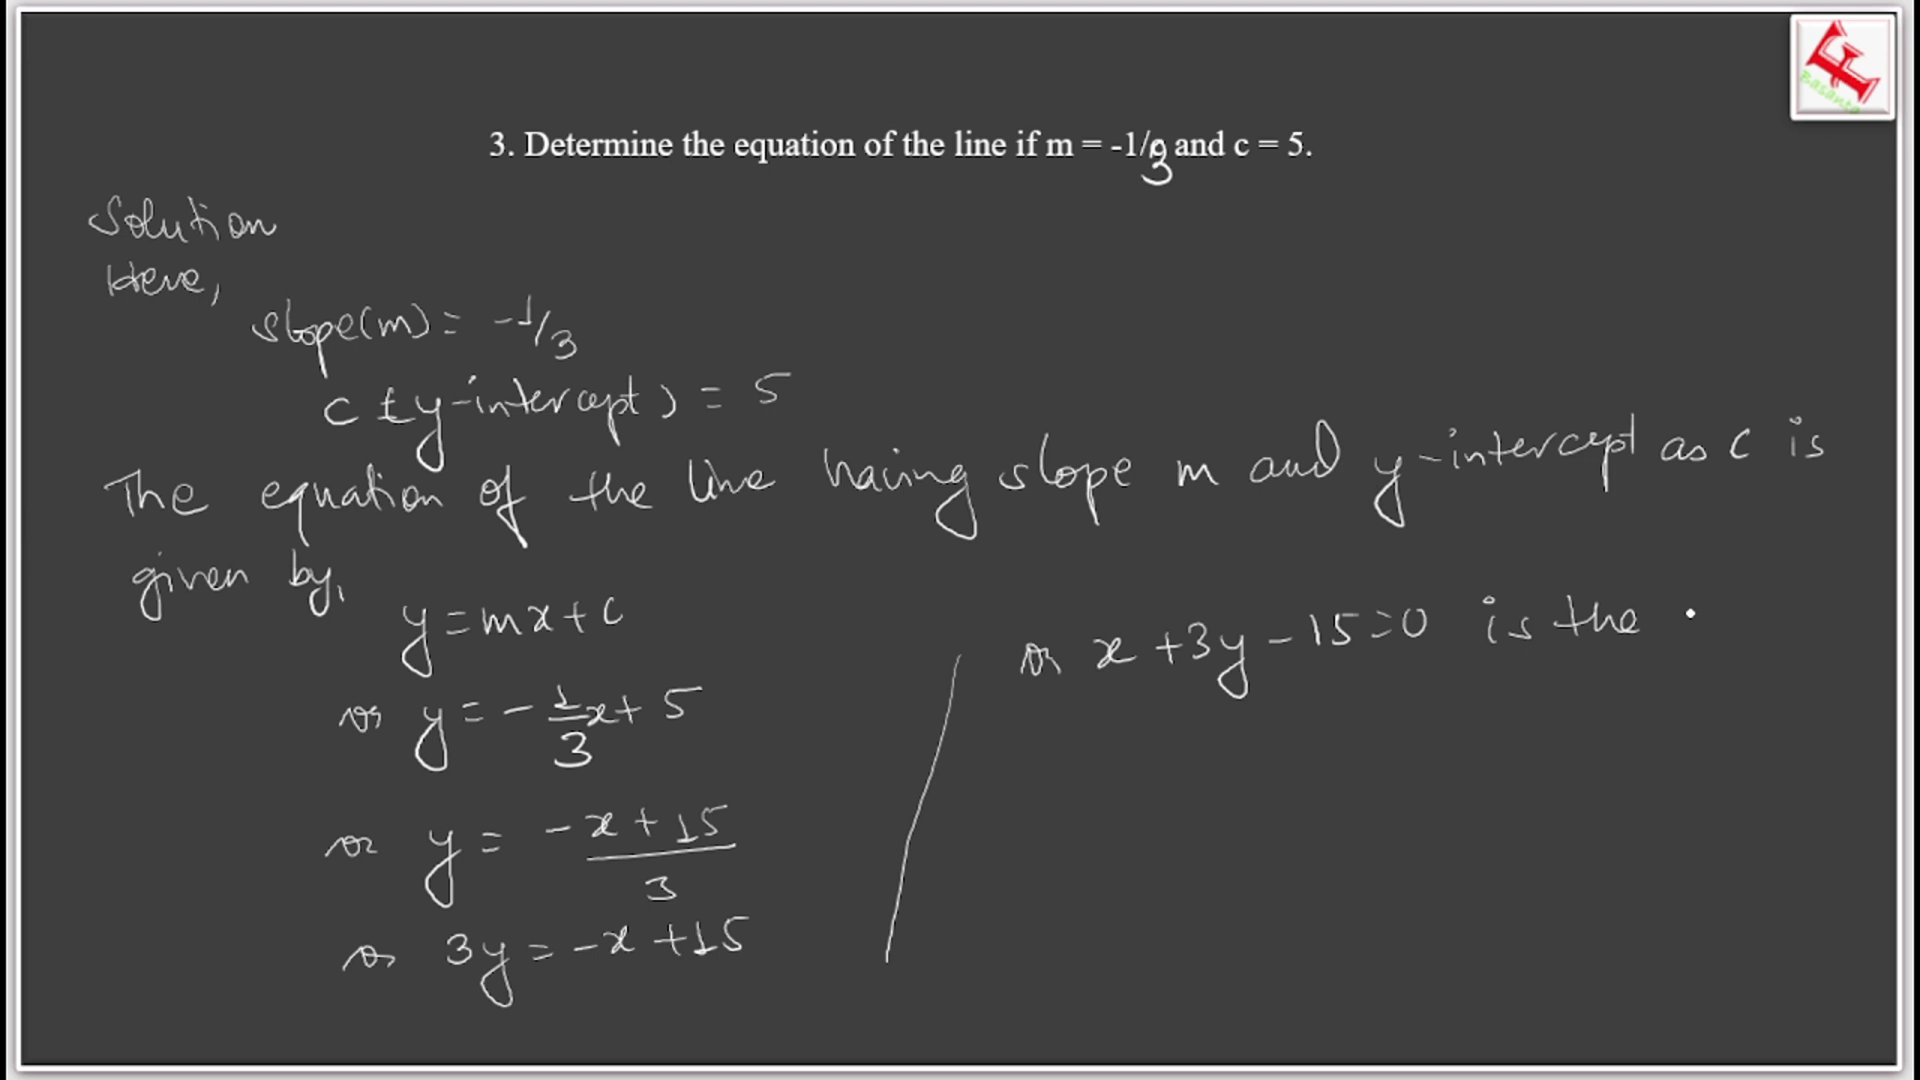 Basanta
3. Determine the equation of the line if m = -1/3 and c = 5.
Solution
Here,
slope(m) = -1/3
c (y-intercept) = 5
The equation of the line having slope m and y-intercept as c is
given by,
y = mx + c
or y = - 1/3 x + 5
or y = -x + 15 / 3
or 3y = -x + 15
or x + 3y - 15 = 0 is the